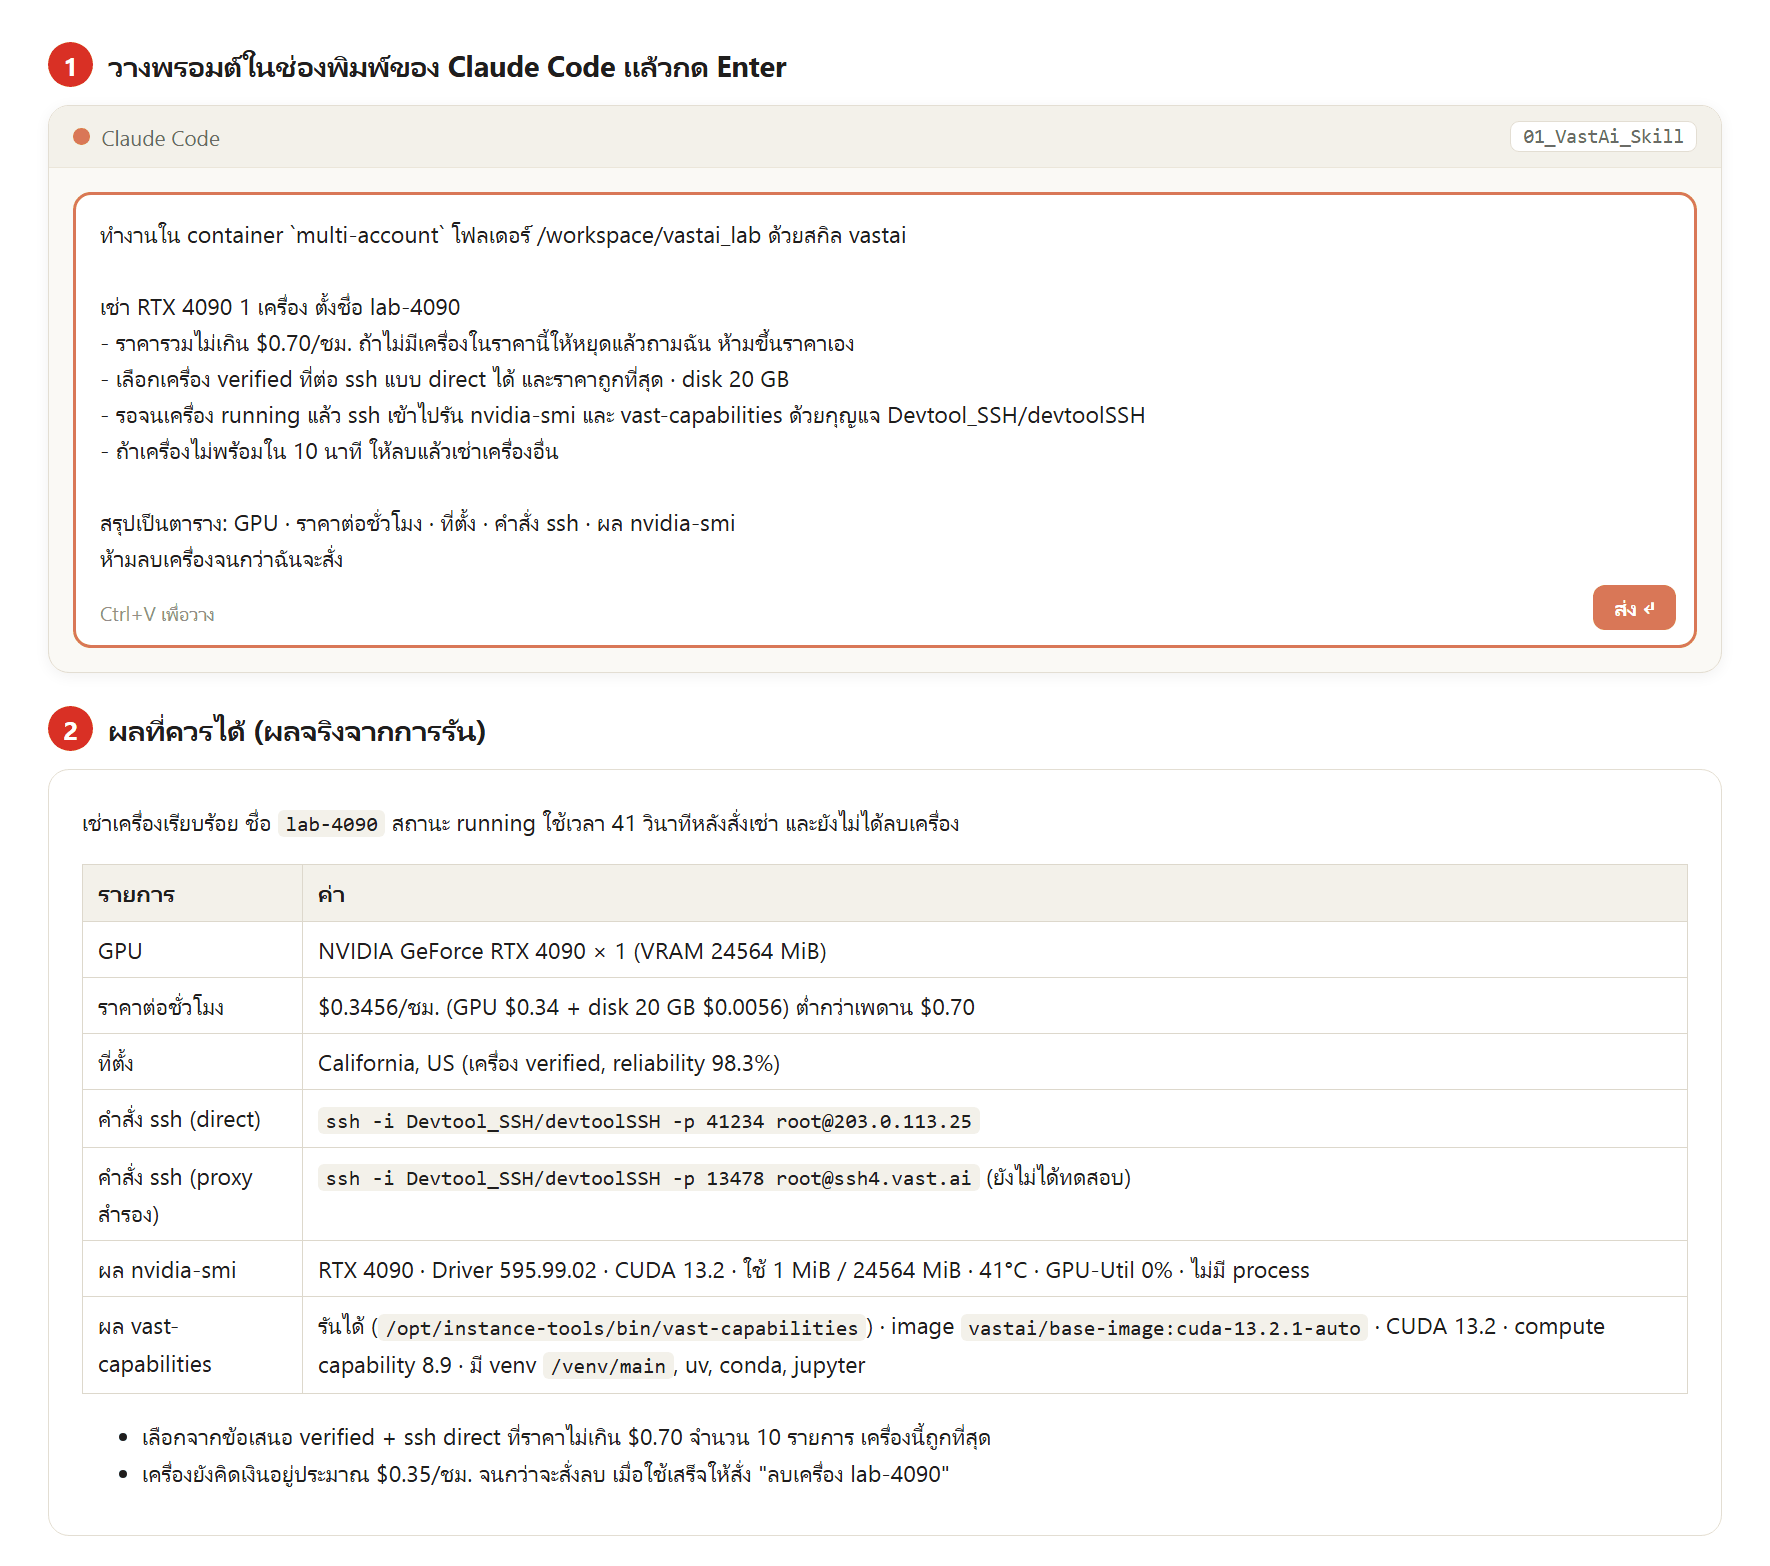 1 วางพรอมต์ในช่องพิมพ์ของ Claude Code แล้วกด Enter
Claude Code
01_VastAi_Skill
ทำงานใน container `multi-account` โฟลเดอร์ /workspace/vastai_lab ด้วยสกิล vastai
เช่า RTX 4090 1 เครื่อง ตั้งชื่อ lab-4090
- ราคารวมไม่เกิน $0.70/ชม. ถ้าไม่มีเครื่องในราคานี้ให้หยุดแล้วถามฉัน ห้ามขึ้นราคาเอง
- เลือกเครื่อง verified ที่ต่อ ssh แบบ direct ได้ และราคาถูกที่สุด · disk 20 GB
- รอจนเครื่อง running แล้ว ssh เข้าไปรัน nvidia-smi และ vast-capabilities ด้วยกุญแจ Devtool_SSH/devtoolSSH
- ถ้าเครื่องไม่พร้อมใน 10 นาที ให้ลบแล้วเช่าเครื่องอื่น
สรุปเป็นตาราง: GPU · ราคาต่อชั่วโมง · ที่ตั้ง · คำสั่ง ssh · ผล nvidia-smi
ห้ามลบเครื่องจนกว่าฉันจะสั่ง
Ctrl+V เพื่อวาง
ส่ง ↵
2 ผลที่ควรได้ (ผลจริงจากการรัน)
เช่าเครื่องเรียบร้อย ชื่อ lab-4090 สถานะ running ใช้เวลา 41 วินาทีหลังสั่งเช่า และยังไม่ได้ลบเครื่อง
รายการ ค่า
GPU NVIDIA GeForce RTX 4090 × 1 (VRAM 24564 MiB)
ราคาต่อชั่วโมง $0.3456/ชม. (GPU $0.34 + disk 20 GB $0.0056) ต่ำกว่าเพดาน $0.70
ที่ตั้ง California, US (เครื่อง verified, reliability 98.3%)
คำสั่ง ssh (direct) ssh -i Devtool_SSH/devtoolSSH -p 41234 root@203.0.113.25
คำสั่ง ssh (proxy ssh -i Devtool_SSH/devtoolSSH -p 13478 root@ssh4.vast.ai (ยังไม่ได้ทดสอบ)
สำรอง)
ผล nvidia-smi RTX 4090 · Driver 595.99.02 · CUDA 13.2 · ใช้ 1 MiB / 24564 MiB · 41°C · GPU-Util 0% · ไม่มี process
ผล vast- รันได้ (/opt/instance-tools/bin/vast-capabilities) · image vastai/base-image:cuda-13.2.1-auto · CUDA 13.2 · compute
capabilities capability 8.9 · มี venv /venv/main, uv, conda, jupyter
• เลือกจากข้อเสนอ verified + ssh direct ที่ราคาไม่เกิน $0.70 จำนวน 10 รายการ เครื่องนี้ถูกที่สุด
• เครื่องยังคิดเงินอยู่ประมาณ $0.35/ชม. จนกว่าจะสั่งลบ เมื่อใช้เสร็จให้สั่ง "ลบเครื่อง lab-4090"